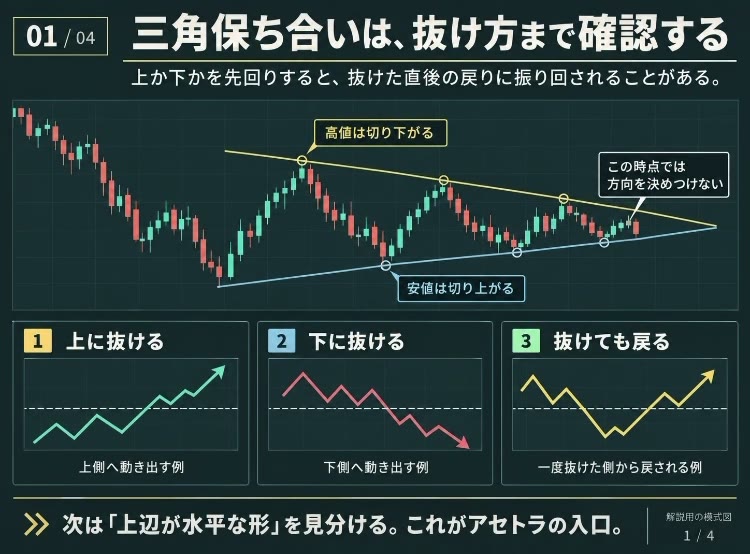 01 / 04
三角保ち合いは、抜け方まで確認する
上か下かを先回りすると、抜けた直後の戻りに振り回されることがある。
高値は切り下がる
この時点では
方向を決めつけない
安値は切り上がる
1 上に抜ける
2 下に抜ける
3 抜けても戻る
上側へ動き出す例
下側へ動き出す例
一度抜けた側から戻される例
次は「上辺が水平な形」を見分ける。これがアセトラの入口。
解説用の模式図
1 / 4